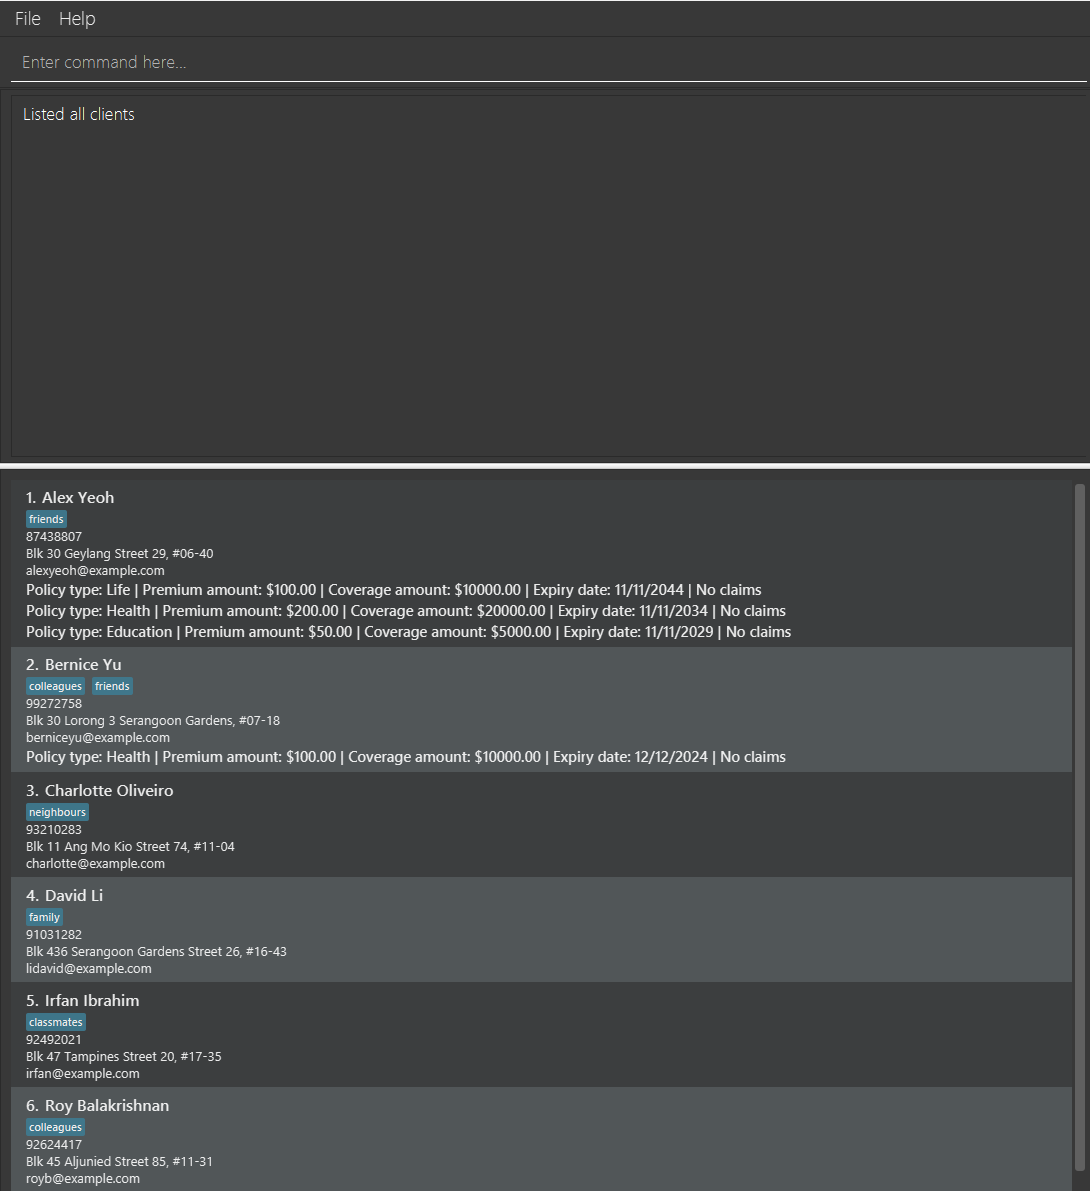 File Help
Enter command here...
Listed all clients
1. Alex Yeoh
friends
87438807
Blk 30 Geylang Street 29, #06-40
alexyeoh@example.com
Policy type: Life | Premium amount: $100.00 | Coverage amount: $10000.00 | Expiry date: 11/11/2044 | No claims
Policy type: Health | Premium amount: $200.00 | Coverage amount: $20000.00 | Expiry date: 11/11/2034 | No claims
Policy type: Education | Premium amount: $50.00 | Coverage amount: $5000.00 | Expiry date: 11/11/2029 | No claims
2. Bernice Yu
colleagues friends
99272758
Blk 30 Lorong 3 Serangoon Gardens, #07-18
berniceyu@example.com
Policy type: Health | Premium amount: $100.00 | Coverage amount: $10000.00 | Expiry date: 12/12/2024 | No claims
3. Charlotte Oliveiro
neighbours
93210283
Blk 11 Ang Mo Kio Street 74, #11-04
charlotte@example.com
4. David Li
family
91031282
Blk 436 Serangoon Gardens Street 26, #16-43
lidavid@example.com
5. Irfan Ibrahim
classmates
92492021
Blk 47 Tampines Street 20, #17-35
irfan@example.com
6. Roy Balakrishnan
colleagues
92624417
Blk 45 Aljunied Street 85, #11-31
royb@example.com